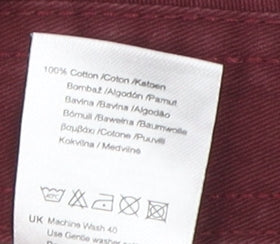 100% Cotton /Coton /Katoen
Bombaž /Algodón /Pamut
Bavlna /Bavlna /Algodão
Bómull /Bawełna /Baumwolle
βαμβάκι /Cotone /Puuvilli
Kokvilna / Medvilne
UK Machine Wash 40
Use Gentle washer